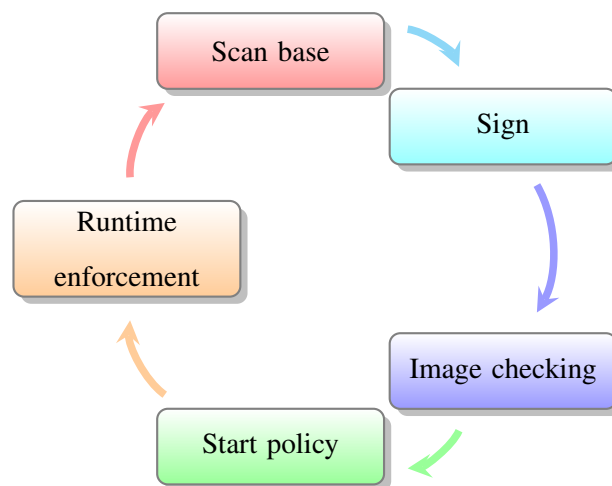 Scan base
Sign
Image checking
Start policy
Runtime
enforcement